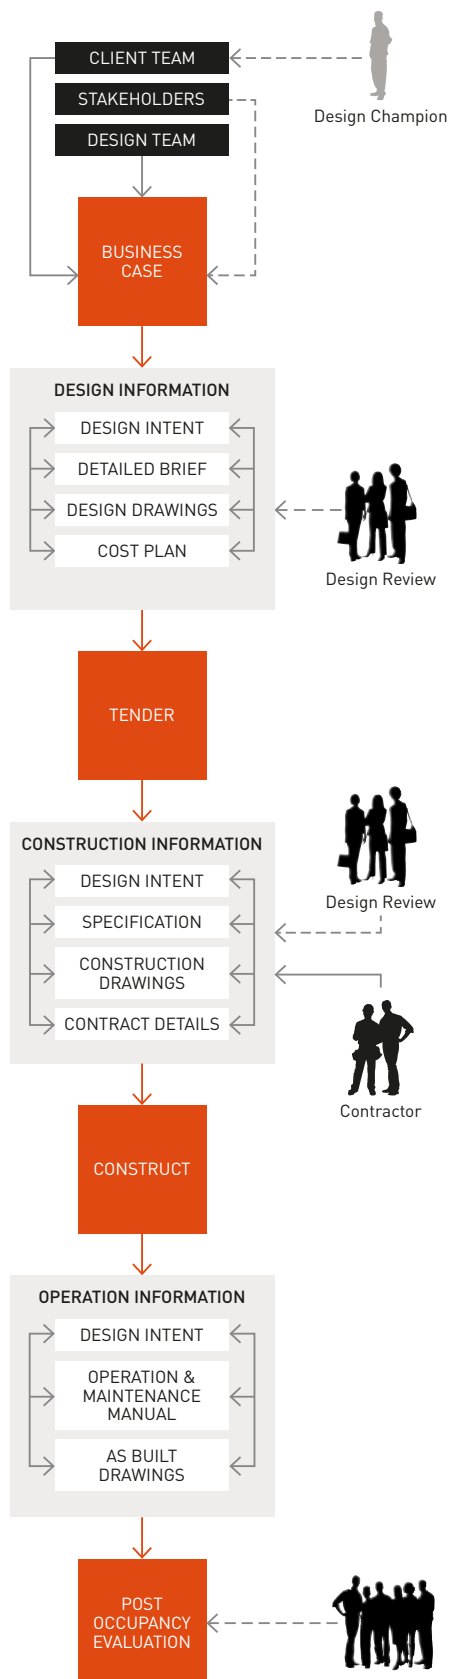 CLIENT TEAM
STAKEHOLDERS
Design Champion
DESIGN TEAM
BUSINESS
CASE
DESIGN INFORMATION
DESIGN INTENT
DETAILED BRIEF
DESIGN DRAWINGS
COST PLAN
Design Review
TENDER
CONSTRUCTION INFORMATION
DESIGN INTENT
Design Review
SPECIFICATION
CONSTRUCTION
DRAWINGS
CONTRACT DETAILS
Contractor
CONSTRUCT
OPERATION INFORMATION
DESIGN INTENT
OPERATION &
MAINTENANCE
MANUAL
AS BUILT
DRAWINGS
POST
OCCUPANCY
EVALUATION